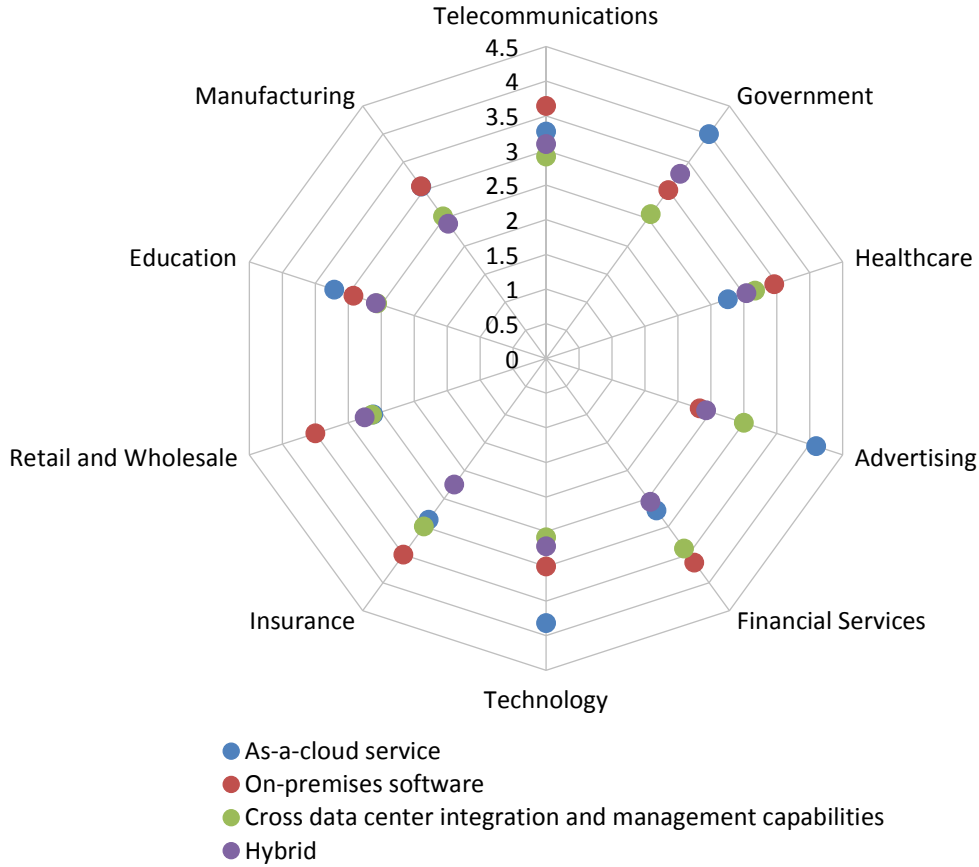 Telecommunications
4.5
4
3.5
3
2.5
2
1.5
1
0.5
0
Manufacturing
Government
Education
Healthcare
Retail and Wholesale
Advertising
Insurance
Financial Services
Technology
As-a-cloud service
On-premises software
Cross data center integration and management capabilities
Hybrid